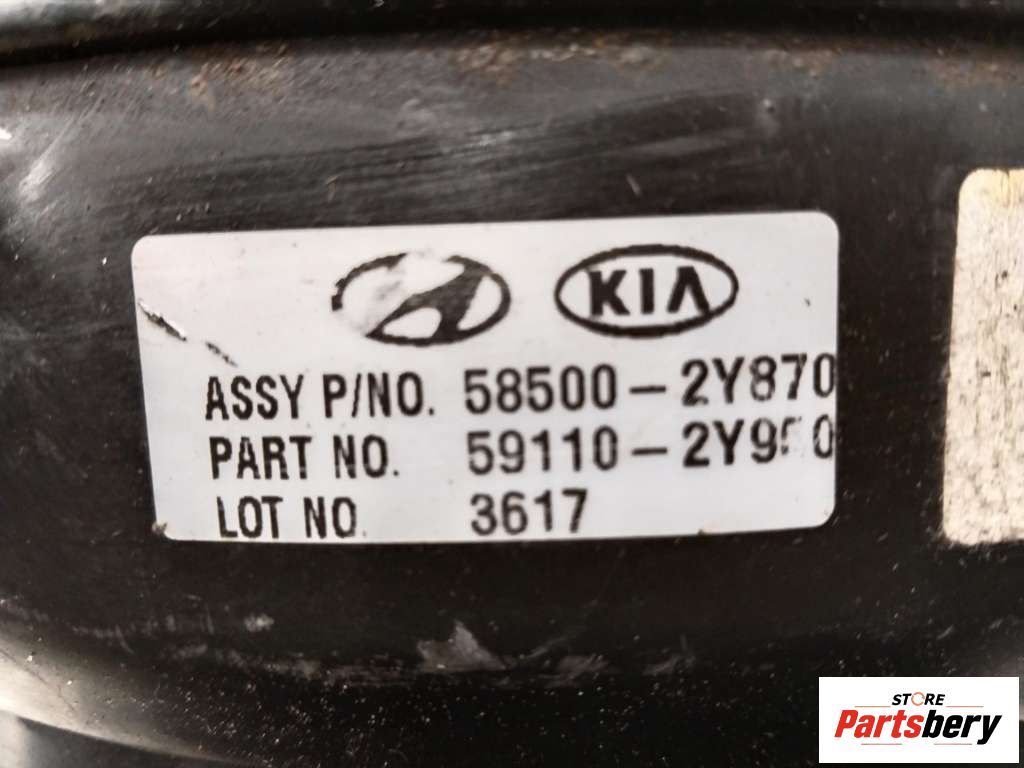 KIA
ASSY P/NO. 58500-2Y870
PART NO.
LOT NO. 3617
STORE
Partsbery